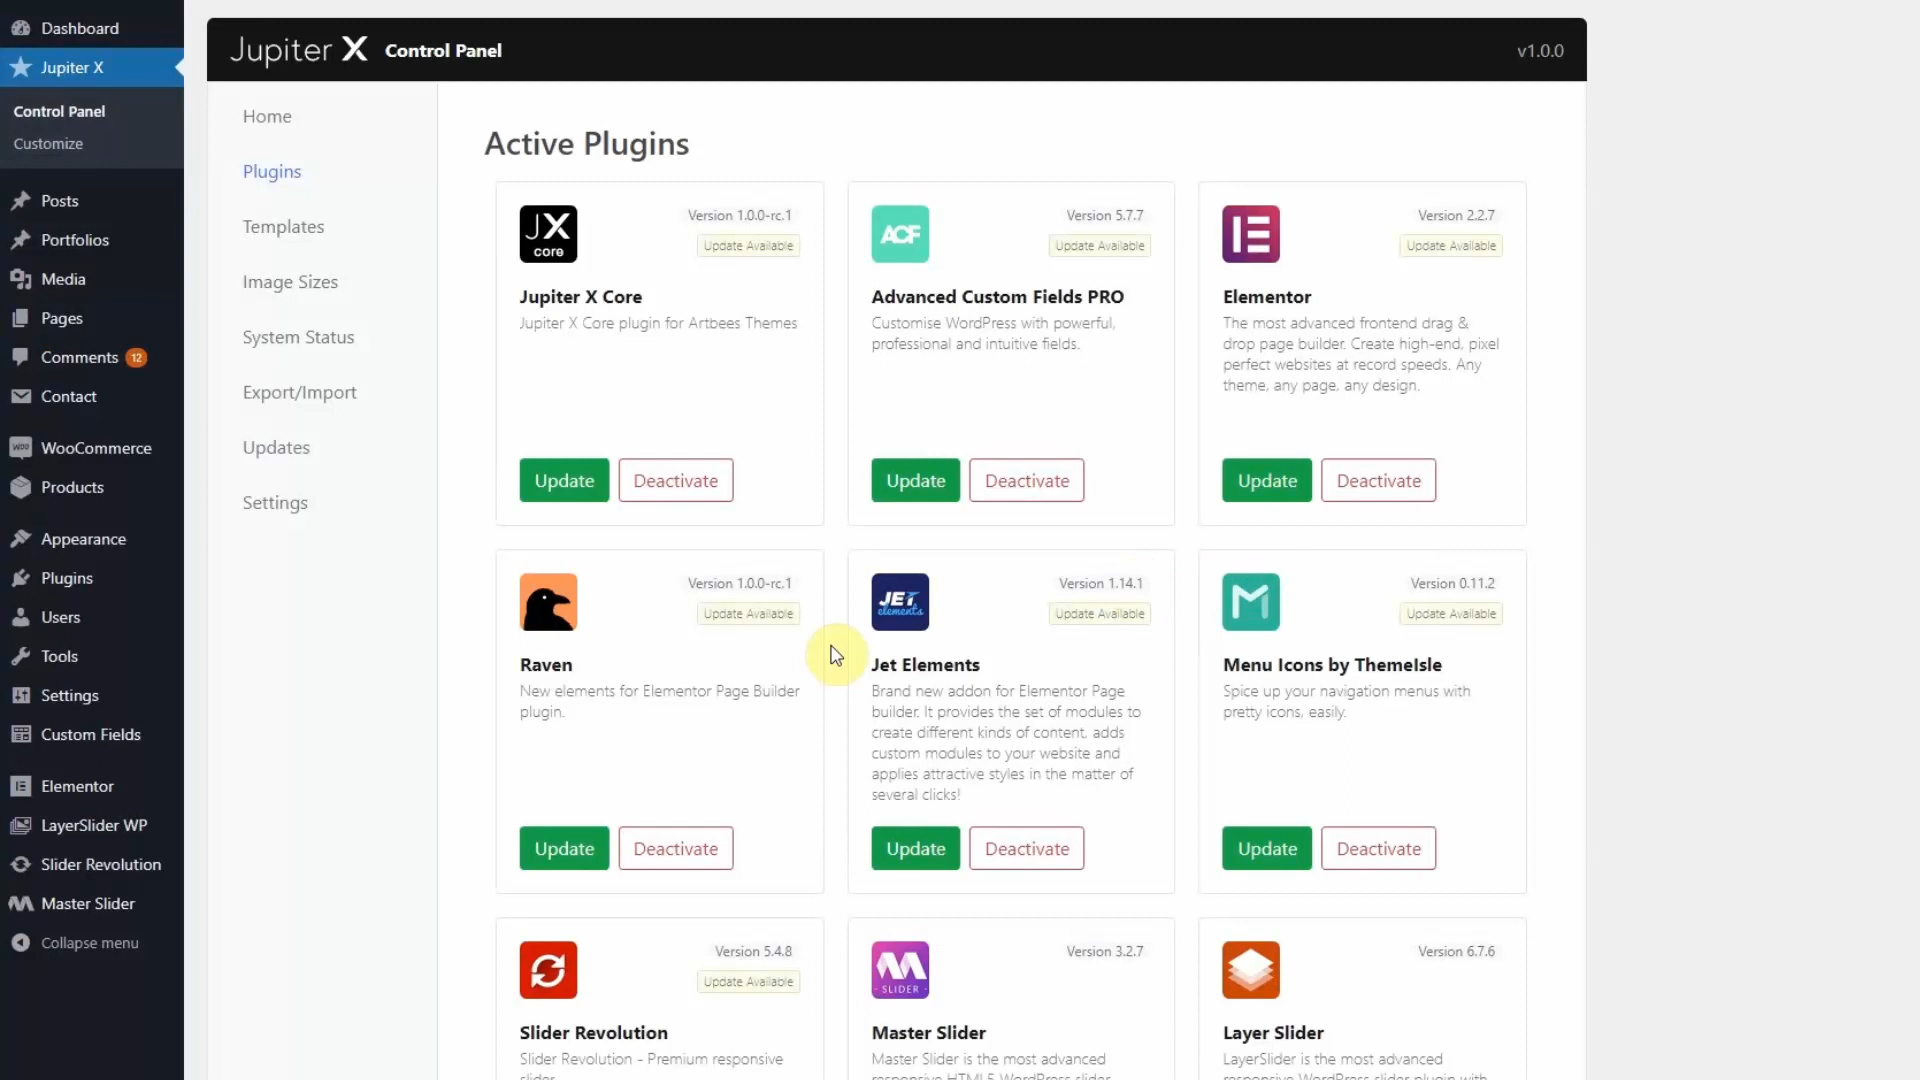 Dashboard
Jupiter X
Control Panel
Customize
Posts
Portfolios
Media
Pages
Comments 12
Contact
WooCommerce
Products
Appearance
Plugins
Users
Tools
Settings
Custom Fields
Elementor
LayerSlider WP
Slider Revolution
Master Slider
Collapse menu
Jupiter X Control Panel
v1.0.0
Home
Plugins
Templates
Image Sizes
System Status
Export/Import
Updates
Settings
Active Plugins
JX
core
Version 1.0.0-rc.1
Update Available
Jupiter X Core
Jupiter X Core plugin for Artbees Themes
Update Deactivate
ACF
Version 5.7.7
Update Available
Advanced Custom Fields PRO
Customise WordPress with powerful,
professional and intuitive fields.
Update Deactivate
Version 2.2.7
Update Available
Elementor
The most advanced frontend drag &
drop page builder. Create high-end, pixel
perfect websites at record speeds. Any
theme, any page, any design.
Update Deactivate
Version 1.0.0-rc.1
Update Available
Raven
New elements for Elementor Page Builder
plugin.
Update Deactivate
JET
elements
Version 1.14.1
Update Available
Jet Elements
Brand new addon for Elementor Page
builder. It provides the set of modules to
create different kinds of content, adds
custom modules to your website and
applies attractive styles in the matter of
several clicks!
Update Deactivate
Version 0.11.2
Update Available
Menu Icons by ThemeIsle
Spice up your navigation menus with
pretty icons, easily.
Update Deactivate
Version 5.4.8
Update Available
Slider Revolution
Slider Revolution - Premium responsive
slider
- SLIDER -
Version 3.2.7
Master Slider
Master Slider is the most advanced
responsive HTML5 WordPress slider
Version 6.7.6
Layer Slider
LayerSlider is the most advanced
responsive WordPress slider plugin with